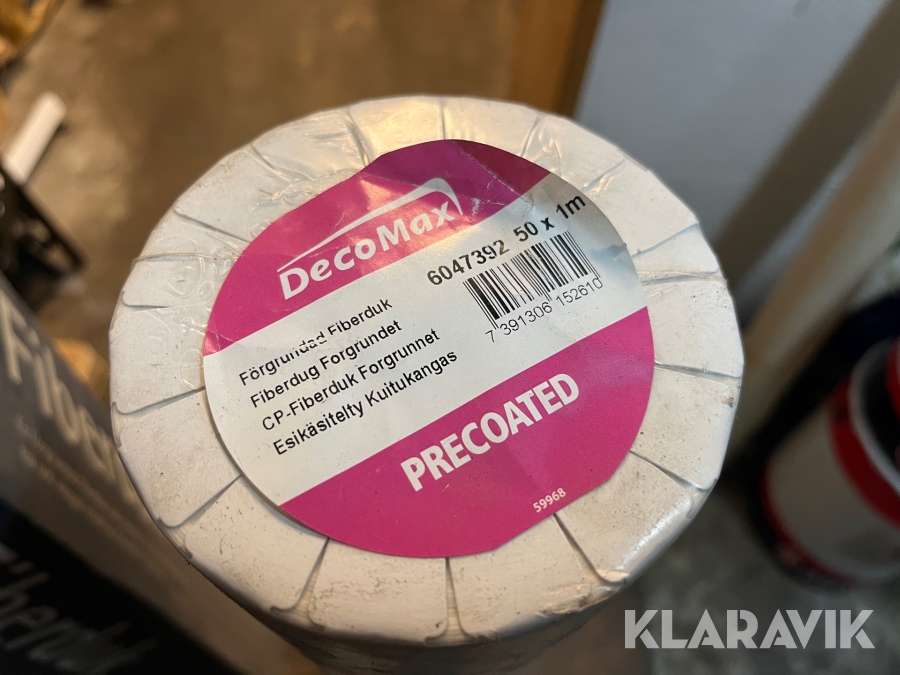 DecoMax
6047392 50 x 1m
7 391306 152610
Förgrundad Fiberduk
Fiberdug Forgrundet
CP-Fiberduk Forgrunnet
Esikäsitelty Kuitukangas
PRECOATED
59968
KLARAVIK